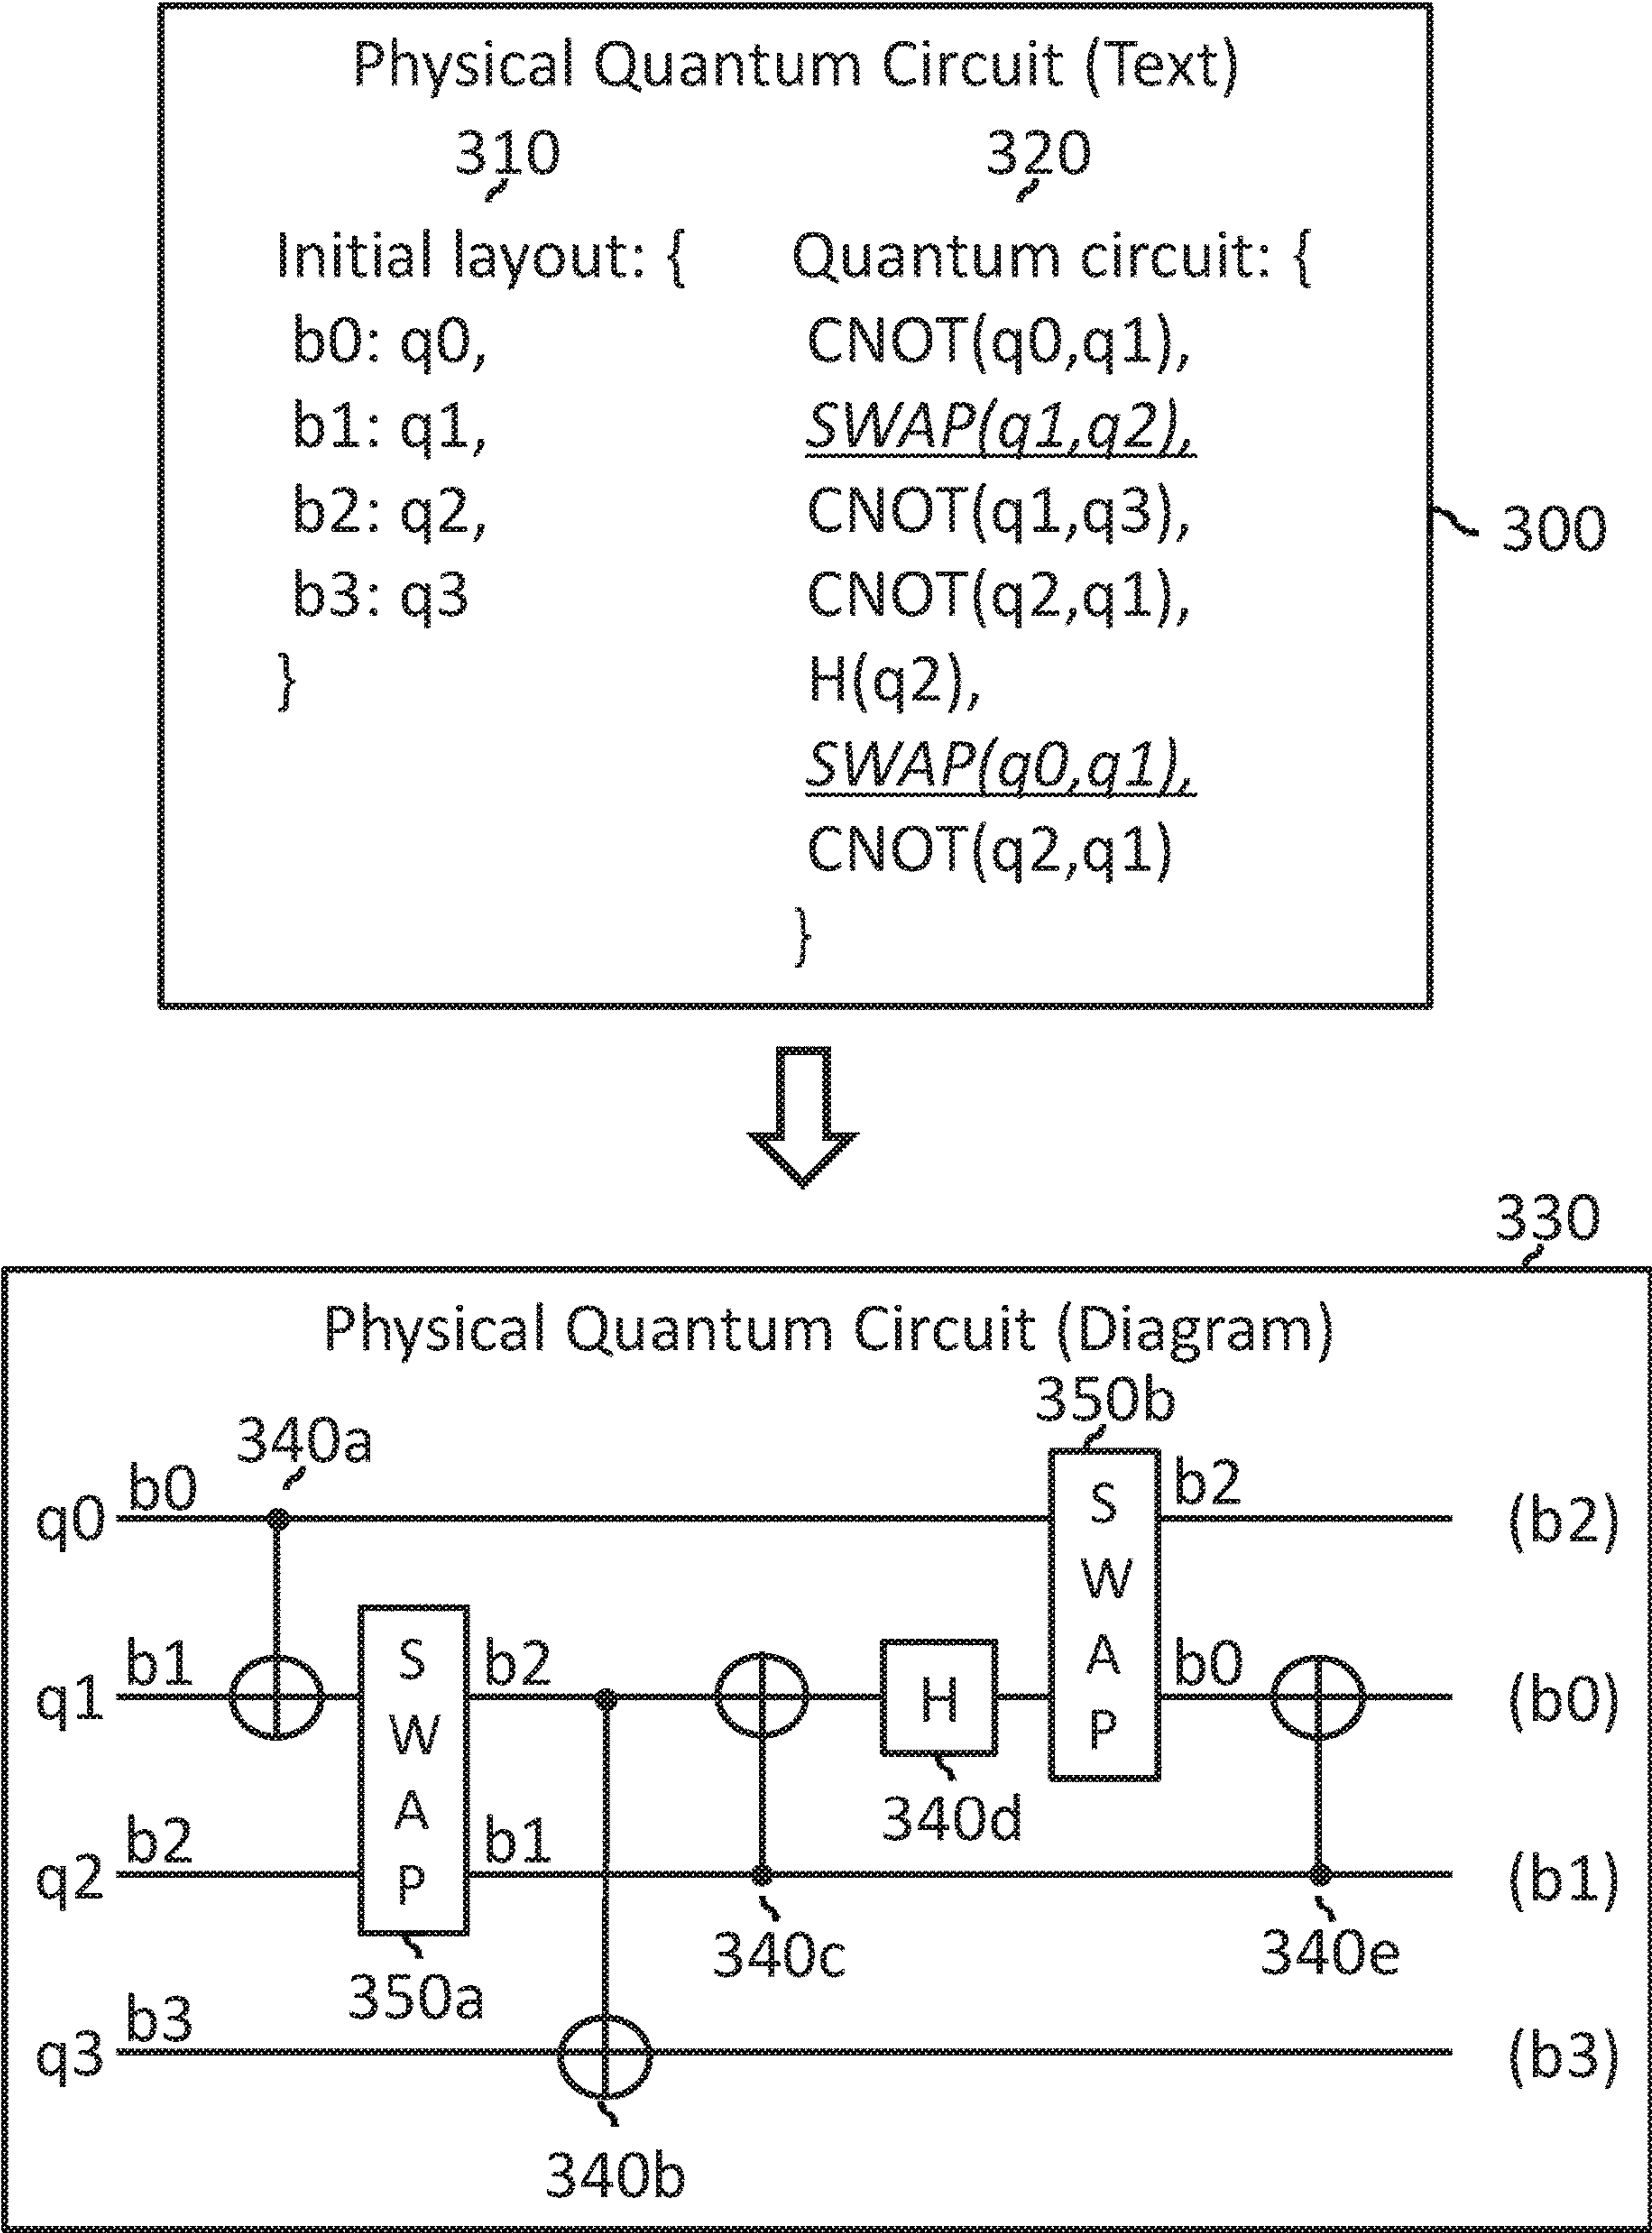 Physical Quantum Circuit (Text)
310 320
Initial layout: { Quantum circuit: {
b0: q0, CNOT(q0,q1),
b1: q1, SWAP(q1,q2),
b2: q2, CNOT(q1,q3),
b3: q3 CNOT(q2,q1),
} H(q2),
SWAP(q0,q1),
CNOT(q2,q1)
}
300
330
Physical Quantum Circuit (Diagram)
340a 350b
q0 b0 b2 (b2)
q1 b1 SWAP b2 H SWAP b0 (b0)
340d
q2 b2 b1 (b1)
350a 340c 340e
q3 b3 (b3)
340b